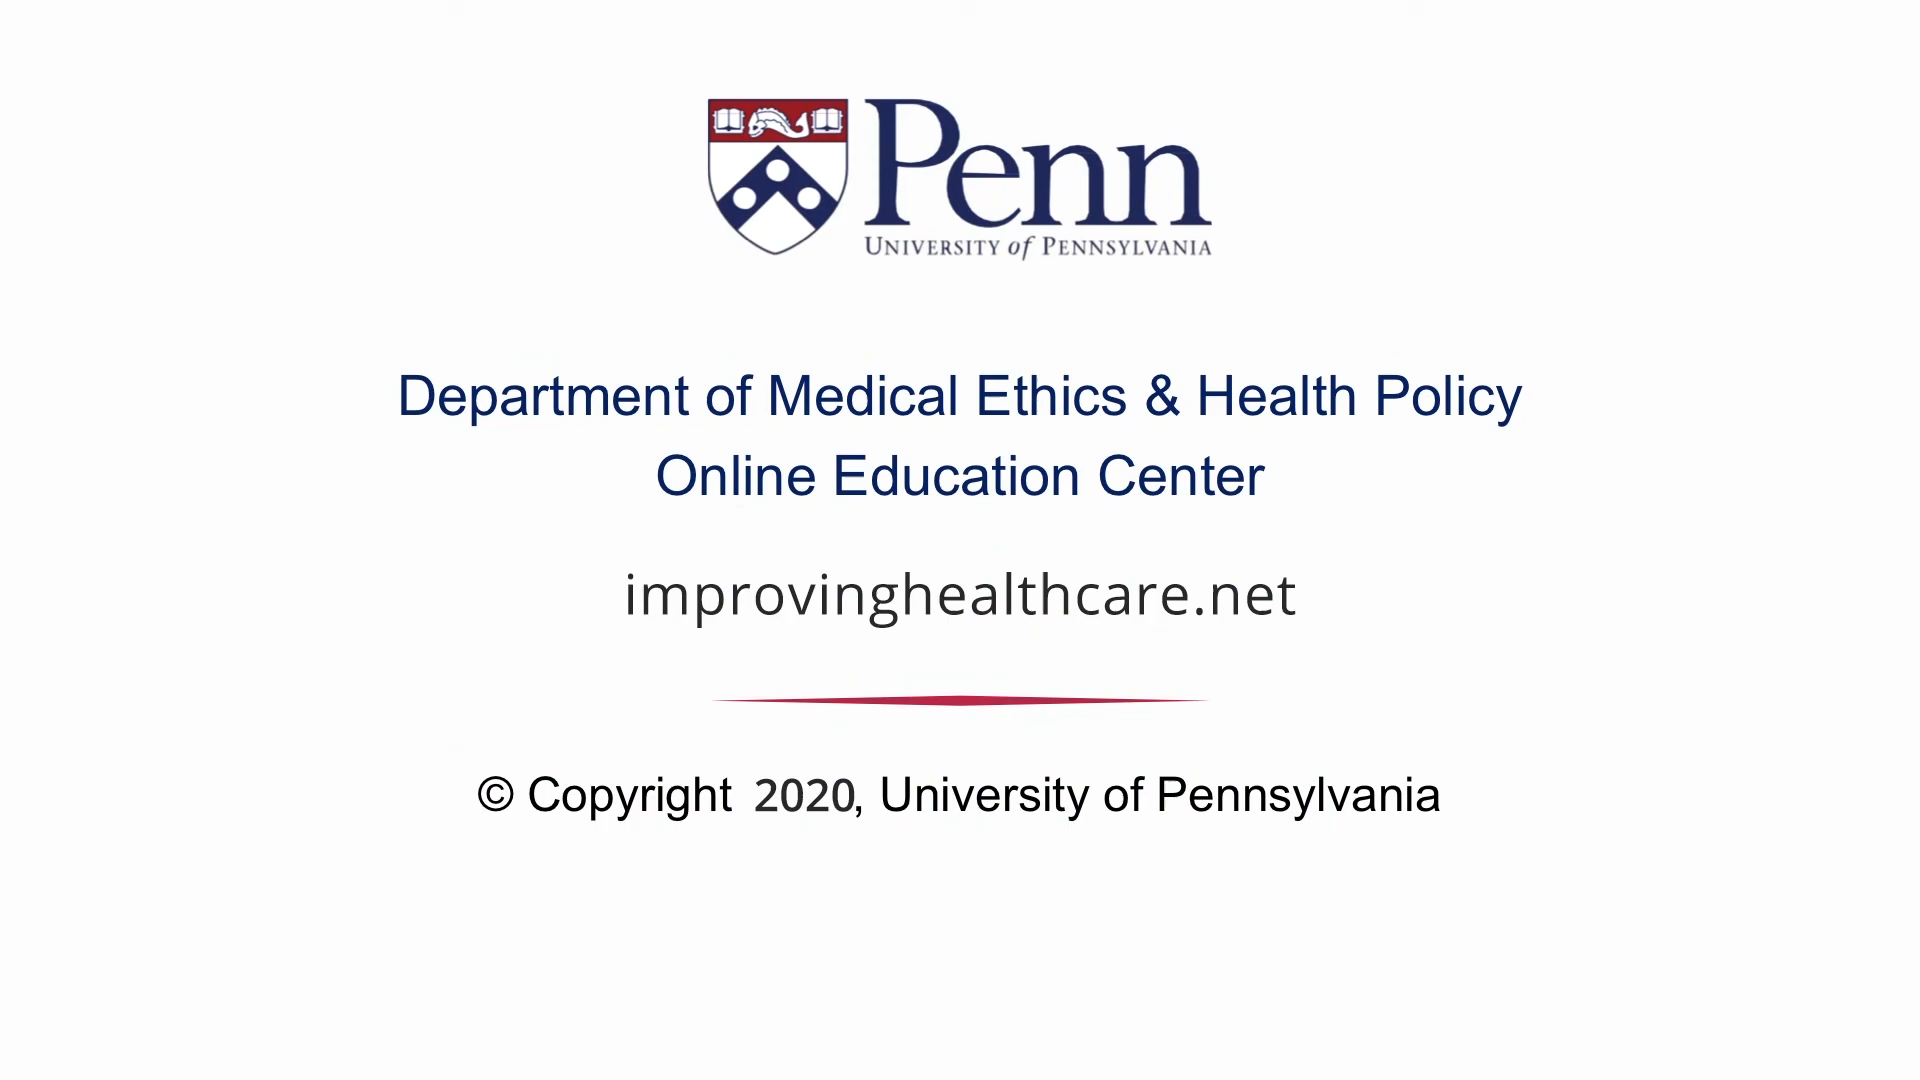 Penn
UNIVERSITY of PENNSYLVANIA
Department of Medical Ethics & Health Policy
Online Education Center
improvinghealthcare.net
© Copyright 2020, University of Pennsylvania